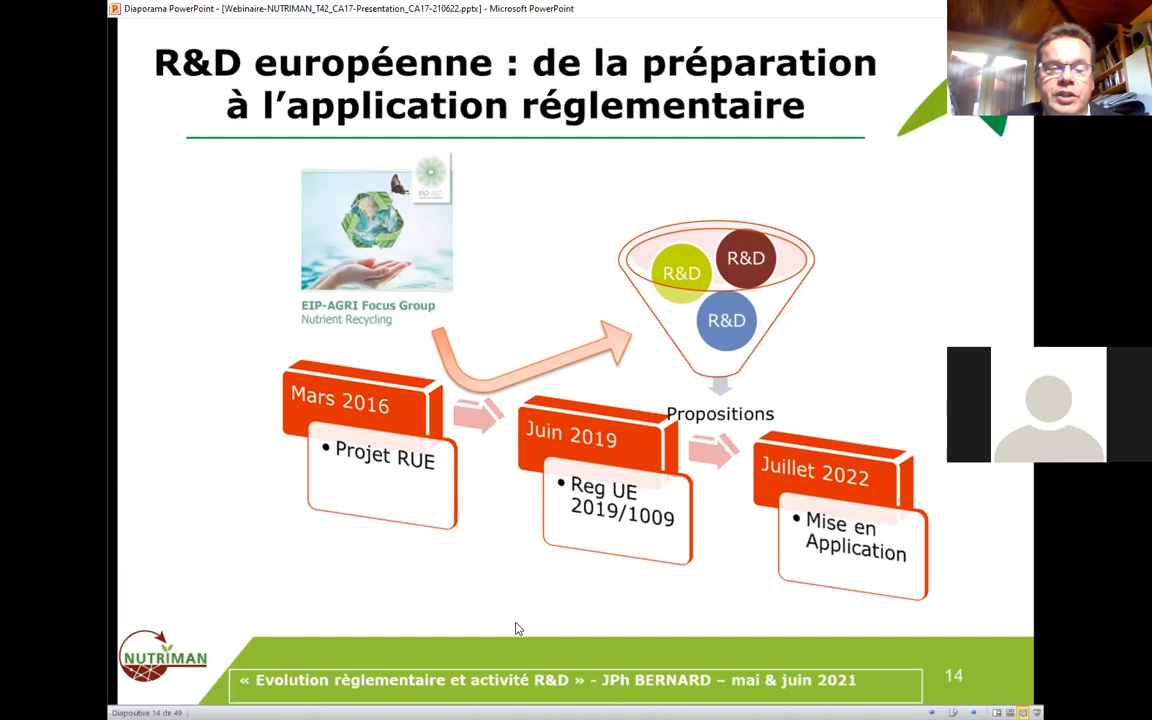 Diaporama PowerPoint - [Webinaire-NUTRIMAN_T42_CA17-Presentation_CA17-210622.pptx] - Microsoft PowerPoint
R&D européenne : de la préparation
à l’application réglementaire
eip-agri
EIP-AGRI Focus Group
Nutrient Recycling
R&D
R&D
R&D
Propositions
Mars 2016
• Projet RUE
Juin 2019
• Reg UE
2019/1009
Juillet 2022
• Mise en
Application
NUTRIMAN
« Evolution règlementaire et activité R&D » - JPh BERNARD – mai & juin 2021
14
Diapositive 14 de 49